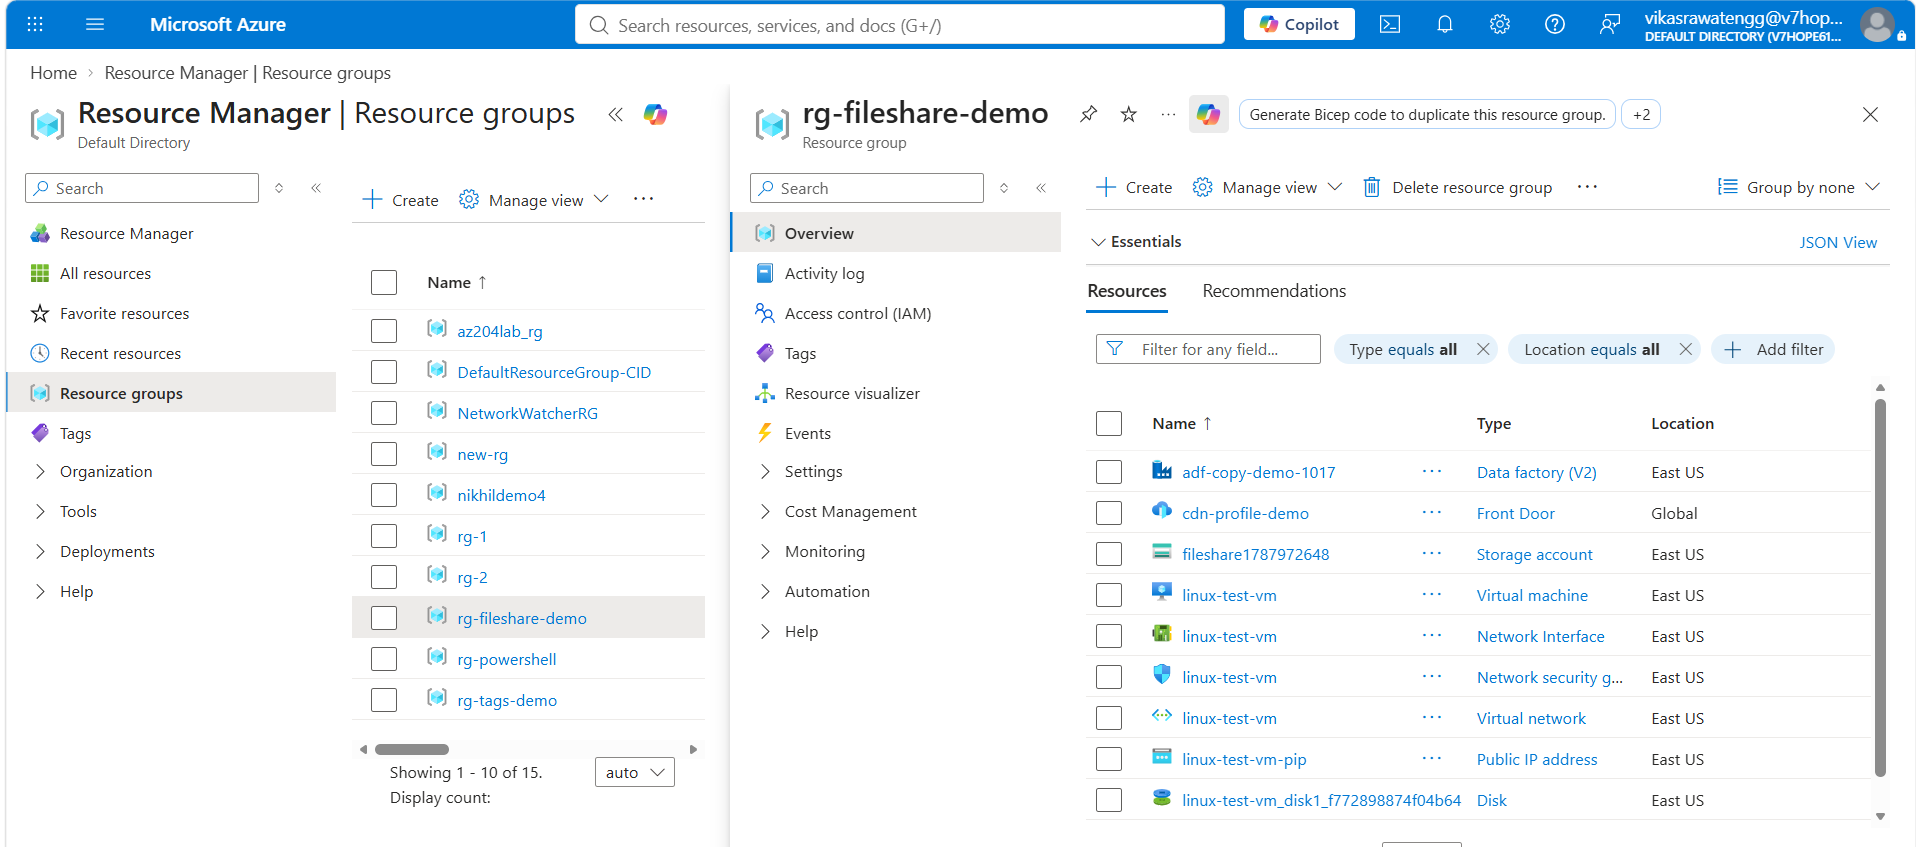 Microsoft Azure
Search resources, services, and docs (G+/)
Copilot
vikasrawatengg@v7hop...
DEFAULT DIRECTORY (V7HOPE61...
Home > Resource Manager | Resource groups
Resource Manager | Resource groups
Default Directory
Search
Resource Manager
All resources
Favorite resources
Recent resources
Resource groups
Tags
Organization
Tools
Deployments
Help
Create
Manage view
...
Name ↑
az204lab_rg
DefaultResourceGroup-CID
NetworkWatcherRG
new-rg
nikhildemo4
rg-1
rg-2
rg-fileshare-demo
rg-powershell
rg-tags-demo
Showing 1 - 10 of 15.
Display count:
auto
rg-fileshare-demo
Resource group
...
Generate Bicep code to duplicate this resource group.
+2
Search
Overview
Activity log
Access control (IAM)
Tags
Resource visualizer
Events
Settings
Cost Management
Monitoring
Automation
Help
Create
Manage view
Delete resource group
...
Group by none
Essentials
JSON View
Resources
Recommendations
Filter for any field...
Type equals all
Location equals all
Add filter
Name ↑ Type Location
adf-copy-demo-1017 ... Data factory (V2) East US
cdn-profile-demo ... Front Door Global
fileshare1787972648 ... Storage account East US
linux-test-vm ... Virtual machine East US
linux-test-vm ... Network Interface East US
linux-test-vm ... Network security g... East US
linux-test-vm ... Virtual network East US
linux-test-vm-pip ... Public IP address East US
linux-test-vm_disk1_f772898874f04b64 Disk East US